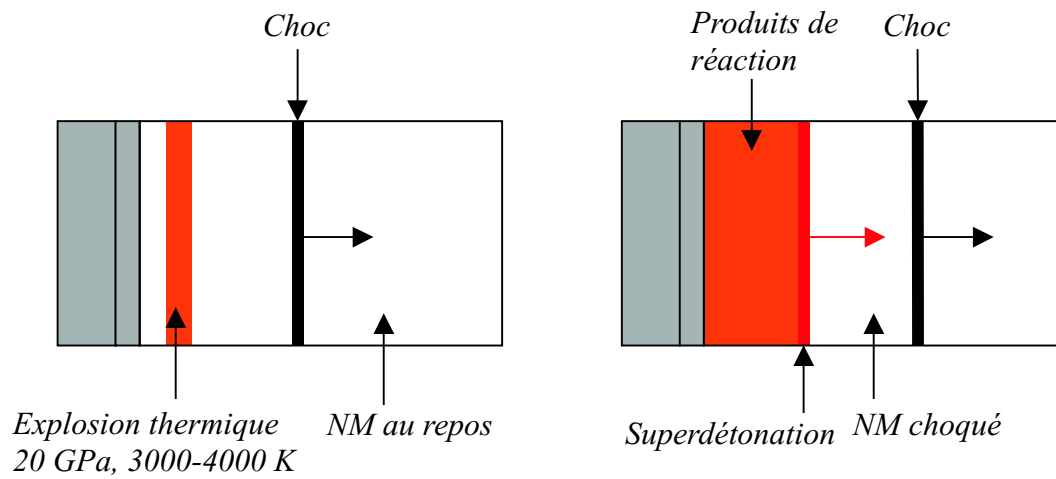 Choc
Explosion thermique
20 GPa, 3000-4000 K
NM au repos
Produits de
réaction
Choc
Superdétonation
NM choqué